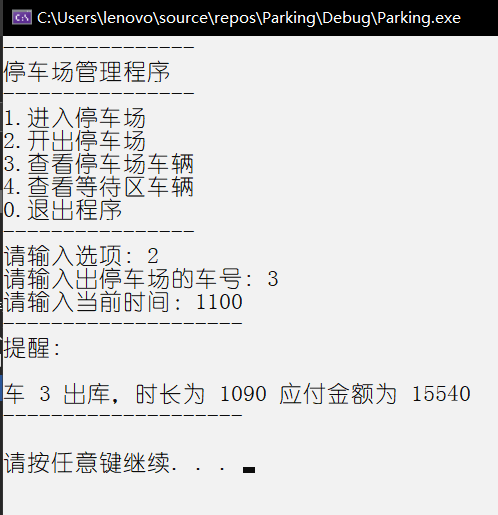 C:\Users\lenovo\source\repos\Parking\Debug\Parking.exe
----------------
停车场管理程序
----------------
1.进入停车场
2.开出停车场
3.查看停车场车辆
4.查看等待区车辆
0.退出程序
----------------
请输入选项: 2
请输入出停车场的车号: 3
请输入当前时间: 1100
--------------------
提醒:
车 3 出库，时长为 1090 应付金额为 15540
--------------------
请按任意键继续. . .